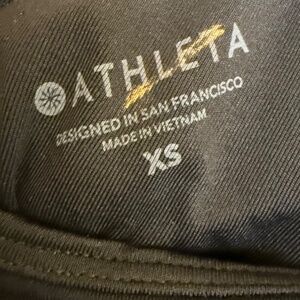 ATHLETA
DESIGNED IN SAN FRANCISCO
MADE IN VIETNAM
XS